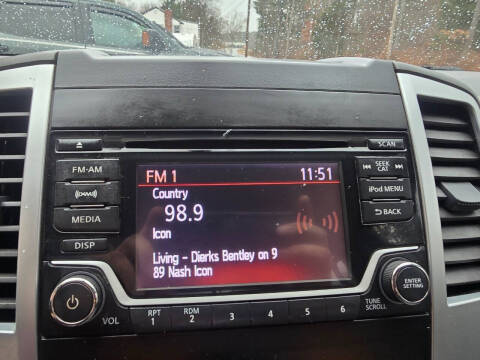 SCAN
FM·AM
SEEK
CAT
MEDIA
iPod MENU
BACK
DISP
FM 1
11:51
Country
98.9
Icon
Living - Dierks Bentley on 9
89 Nash Icon
ENTER
SETTING
TUNE
SCROLL
VOL
RPT
1
RDM
2
3
4
5
6